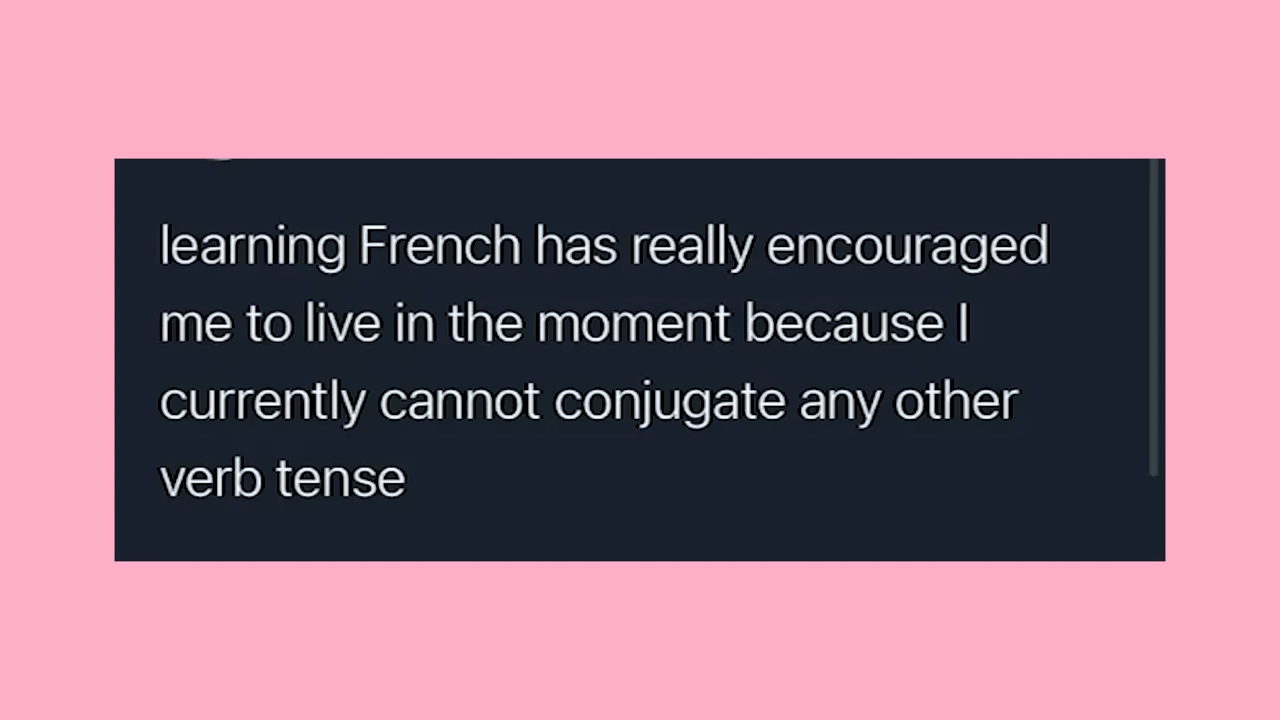 learning French has really encouraged
me to live in the moment because I
currently cannot conjugate any other
verb tense